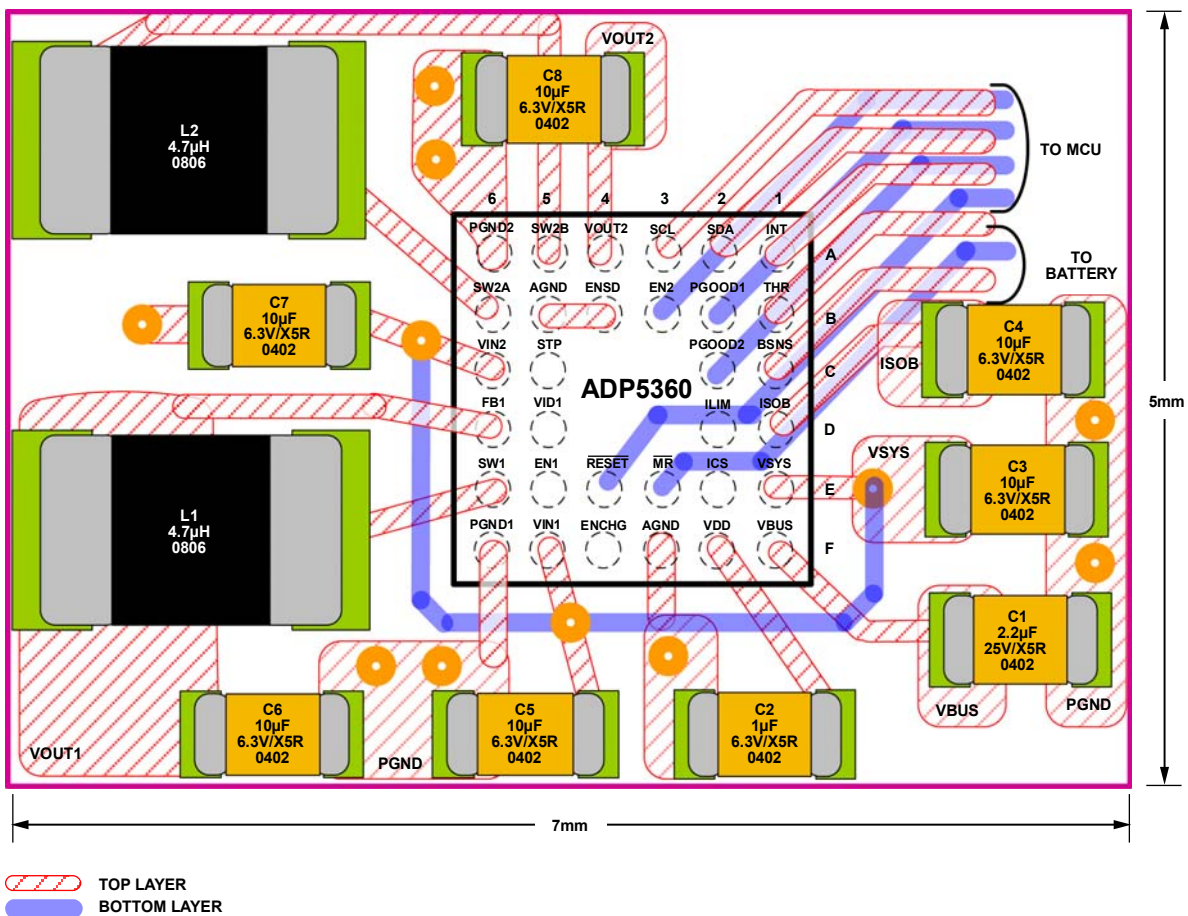 VOUT2
C8
10µF
6.3V/X5R
0402
L2
4.7µH
0806
TO MCU
6 5 4 3 2 1
PGND2 SW2B VOUT2 SCL SDA INT
A
TO
BATTERY
SW2A AGND ENSD EN2 PGOOD1 THR
B
C7
10µF
6.3V/X5R
0402
C4
10µF
6.3V/X5R
0402
ISOB
VIN2 STP PGOOD2 BSNS
C
ADP5360
5mm
FB1 VID1 ILIM ISOB
D
VSYS
C3
10µF
6.3V/X5R
0402
SW1 EN1 RESET MR ICS VSYS
E
L1
4.7µH
0806
PGND1 VIN1 ENCHG AGND VDD VBUS
F
C1
2.2µF
25V/X5R
0402
VBUS
PGND
C6
10µF
6.3V/X5R
0402
C5
10µF
6.3V/X5R
0402
C2
1µF
6.3V/X5R
0402
VOUT1
PGND
7mm
TOP LAYER
BOTTOM LAYER